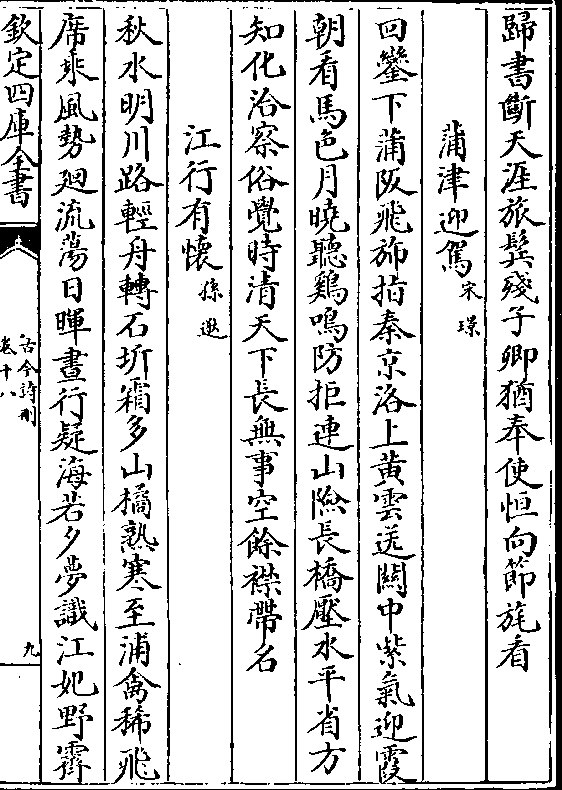 歸書斷天涯旅鬂殘子卿猶奉使恒向節旄看
蒲津迎駕宋璟
回鑾下蒲阪飛斾指秦京洛上黄雲送關中紫氣迎霞
朝看馬色月曉聽雞鳴防拒連山險長橋壓水平省方
知化洽察俗覺時清天下長無事空餘襟帶名
江行有懷孫逖
秋水明川路輕舟轉石圻霜多山橘熟寒至浦禽稀飛
席乘風勢廻流蕩日暉晝行疑海若夕夢識江妃野霽
欽定四庫全書
古今詩刪
卷十八
九